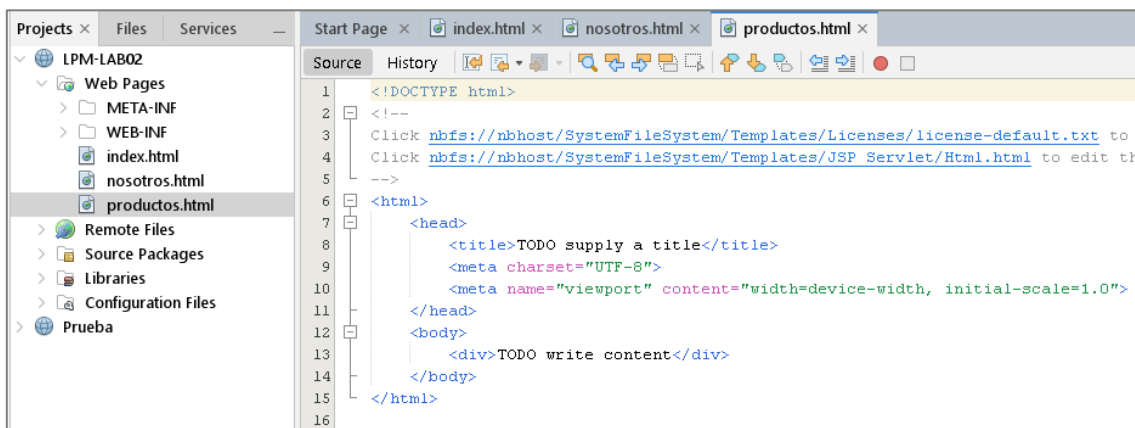 Projects × Files Services
LPM-LAB02
Web Pages
META-INF
WEB-INF
index.html
nosotros.html
productos.html
Remote Files
Source Packages
Libraries
Configuration Files
Prueba
Start Page × index.html × nosotros.html × productos.html ×
Source History
1 <!DOCTYPE html>
2 <!--
3 Click nbfs://nbhost/SystemFileSystem/Templates/Licenses/license-default.txt to
4 Click nbfs://nbhost/SystemFileSystem/Templates/JSP_Servlet/Html.html to edit th
5 -->
6 <html>
7 <head>
8 <title>TODO supply a title</title>
9 <meta charset="UTF-8">
10 <meta name="viewport" content="width=device-width, initial-scale=1.0">
11 </head>
12 <body>
13 <div>TODO write content</div>
14 </body>
15 </html>
16